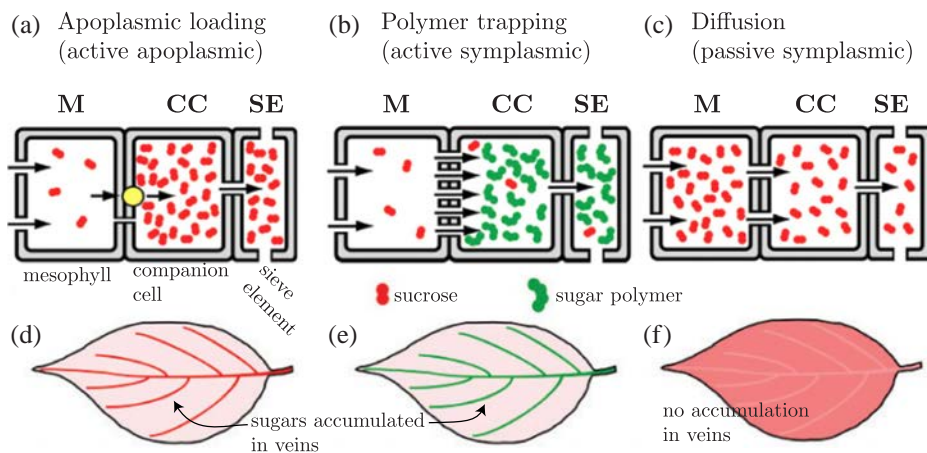 (a) Apoplasmic loading
(active apoplasmic)
(b) Polymer trapping
(active symplasmic)
(c) Diffusion
(passive symplasmic)
M CC SE
M CC SE
M CC SE
mesophyll
companion
cell
sieve
element
sucrose
sugar polymer
(d)
(e)
(f)
sugars accumulated
in veins
no accumulation
in veins